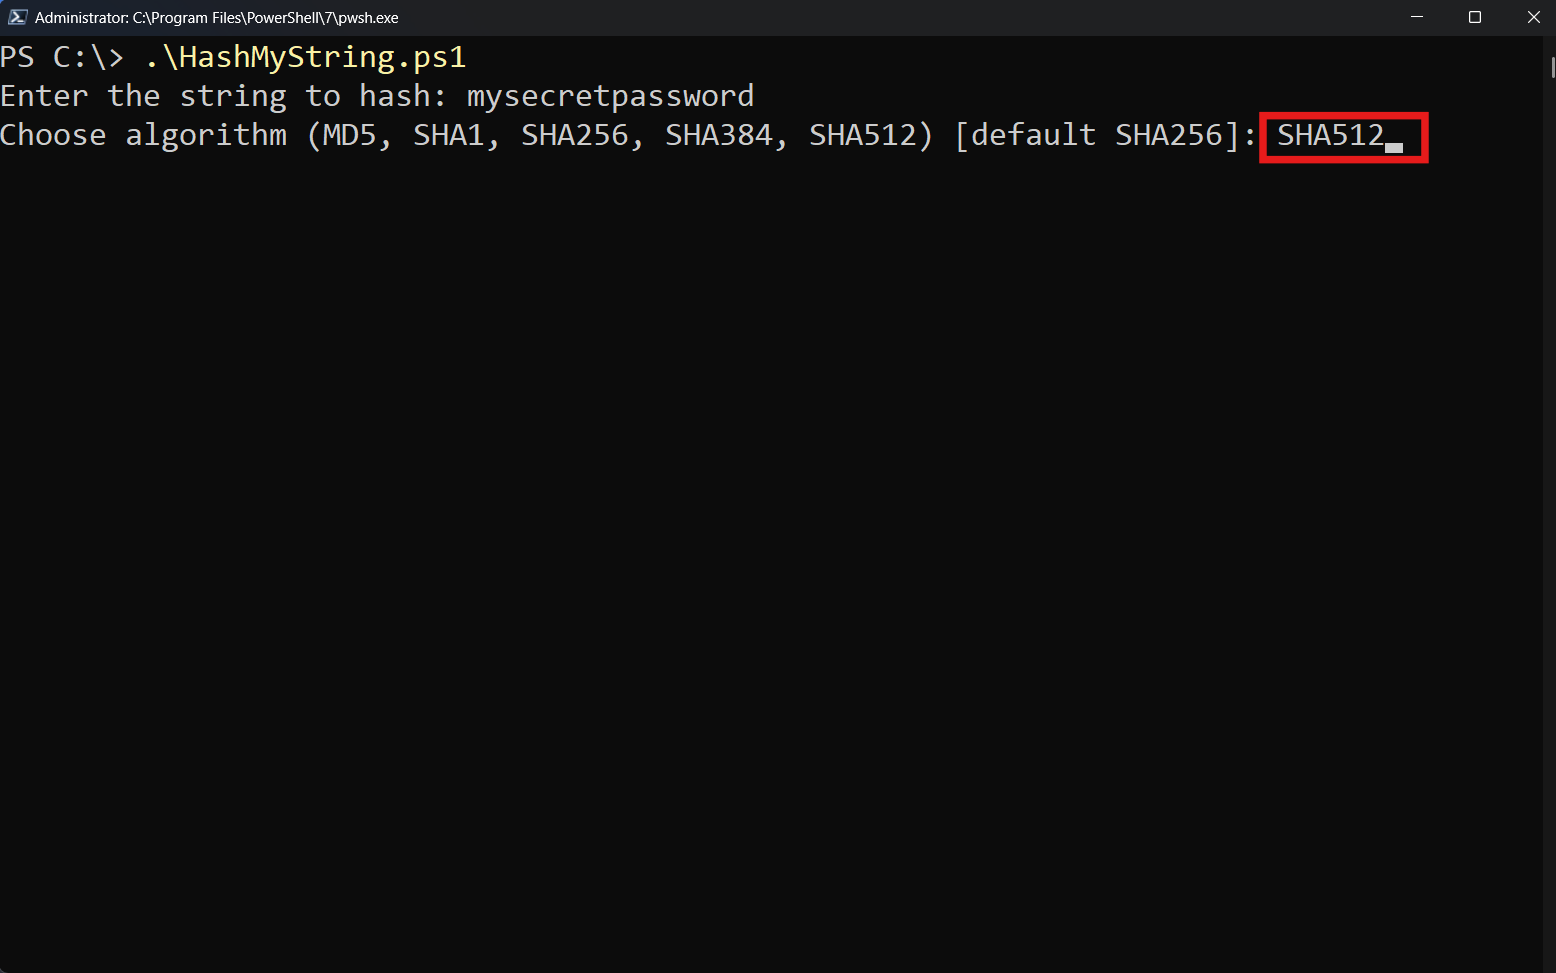 Administrator: C:\Program Files\PowerShell\7\pwsh.exe
PS C:\> .\HashMyString.ps1
Enter the string to hash: mysecretpassword
Choose algorithm (MD5, SHA1, SHA256, SHA384, SHA512) [default SHA256]: SHA512